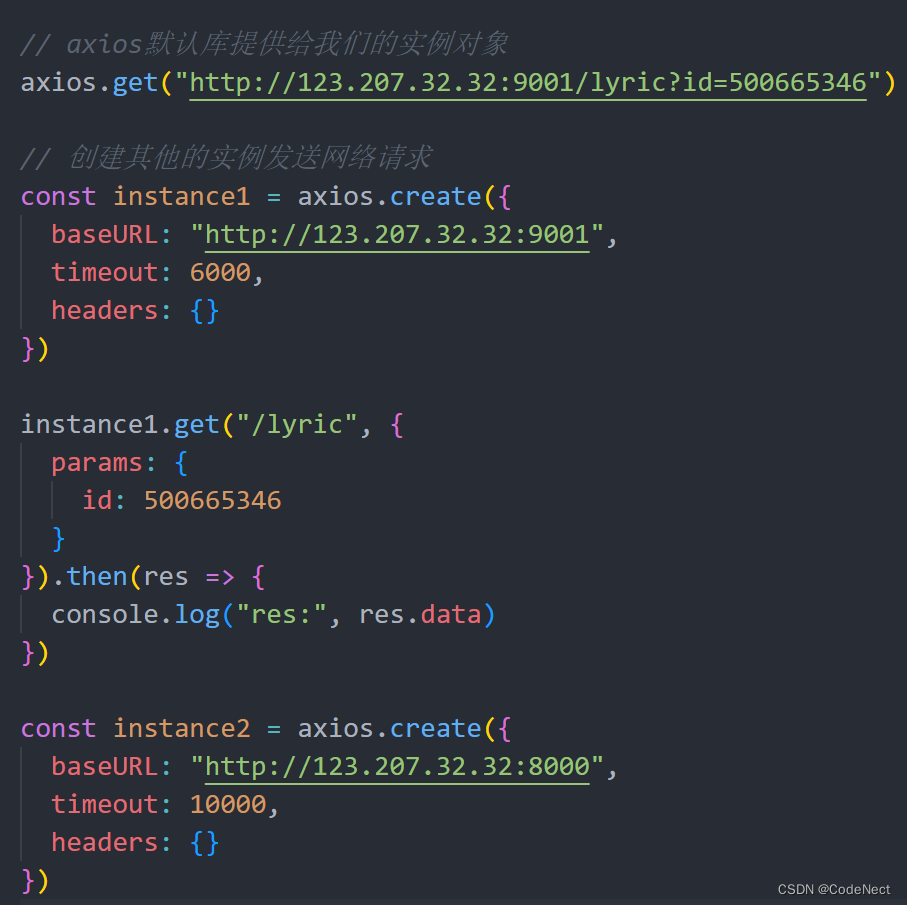 // axios默认库提供给我们的实例对象
axios.get("http://123.207.32.32:9001/lyric?id=500665346")
// 创建其他的实例发送网络请求
const instance1 = axios.create({
baseURL: "http://123.207.32.32:9001",
timeout: 6000,
headers: {}
})
instance1.get("/lyric", {
params: {
id: 500665346
}
}).then(res => {
console.log("res:", res.data)
})
const instance2 = axios.create({
baseURL: "http://123.207.32.32:8000",
timeout: 10000,
headers: {}
})
CSDN @CodeNect